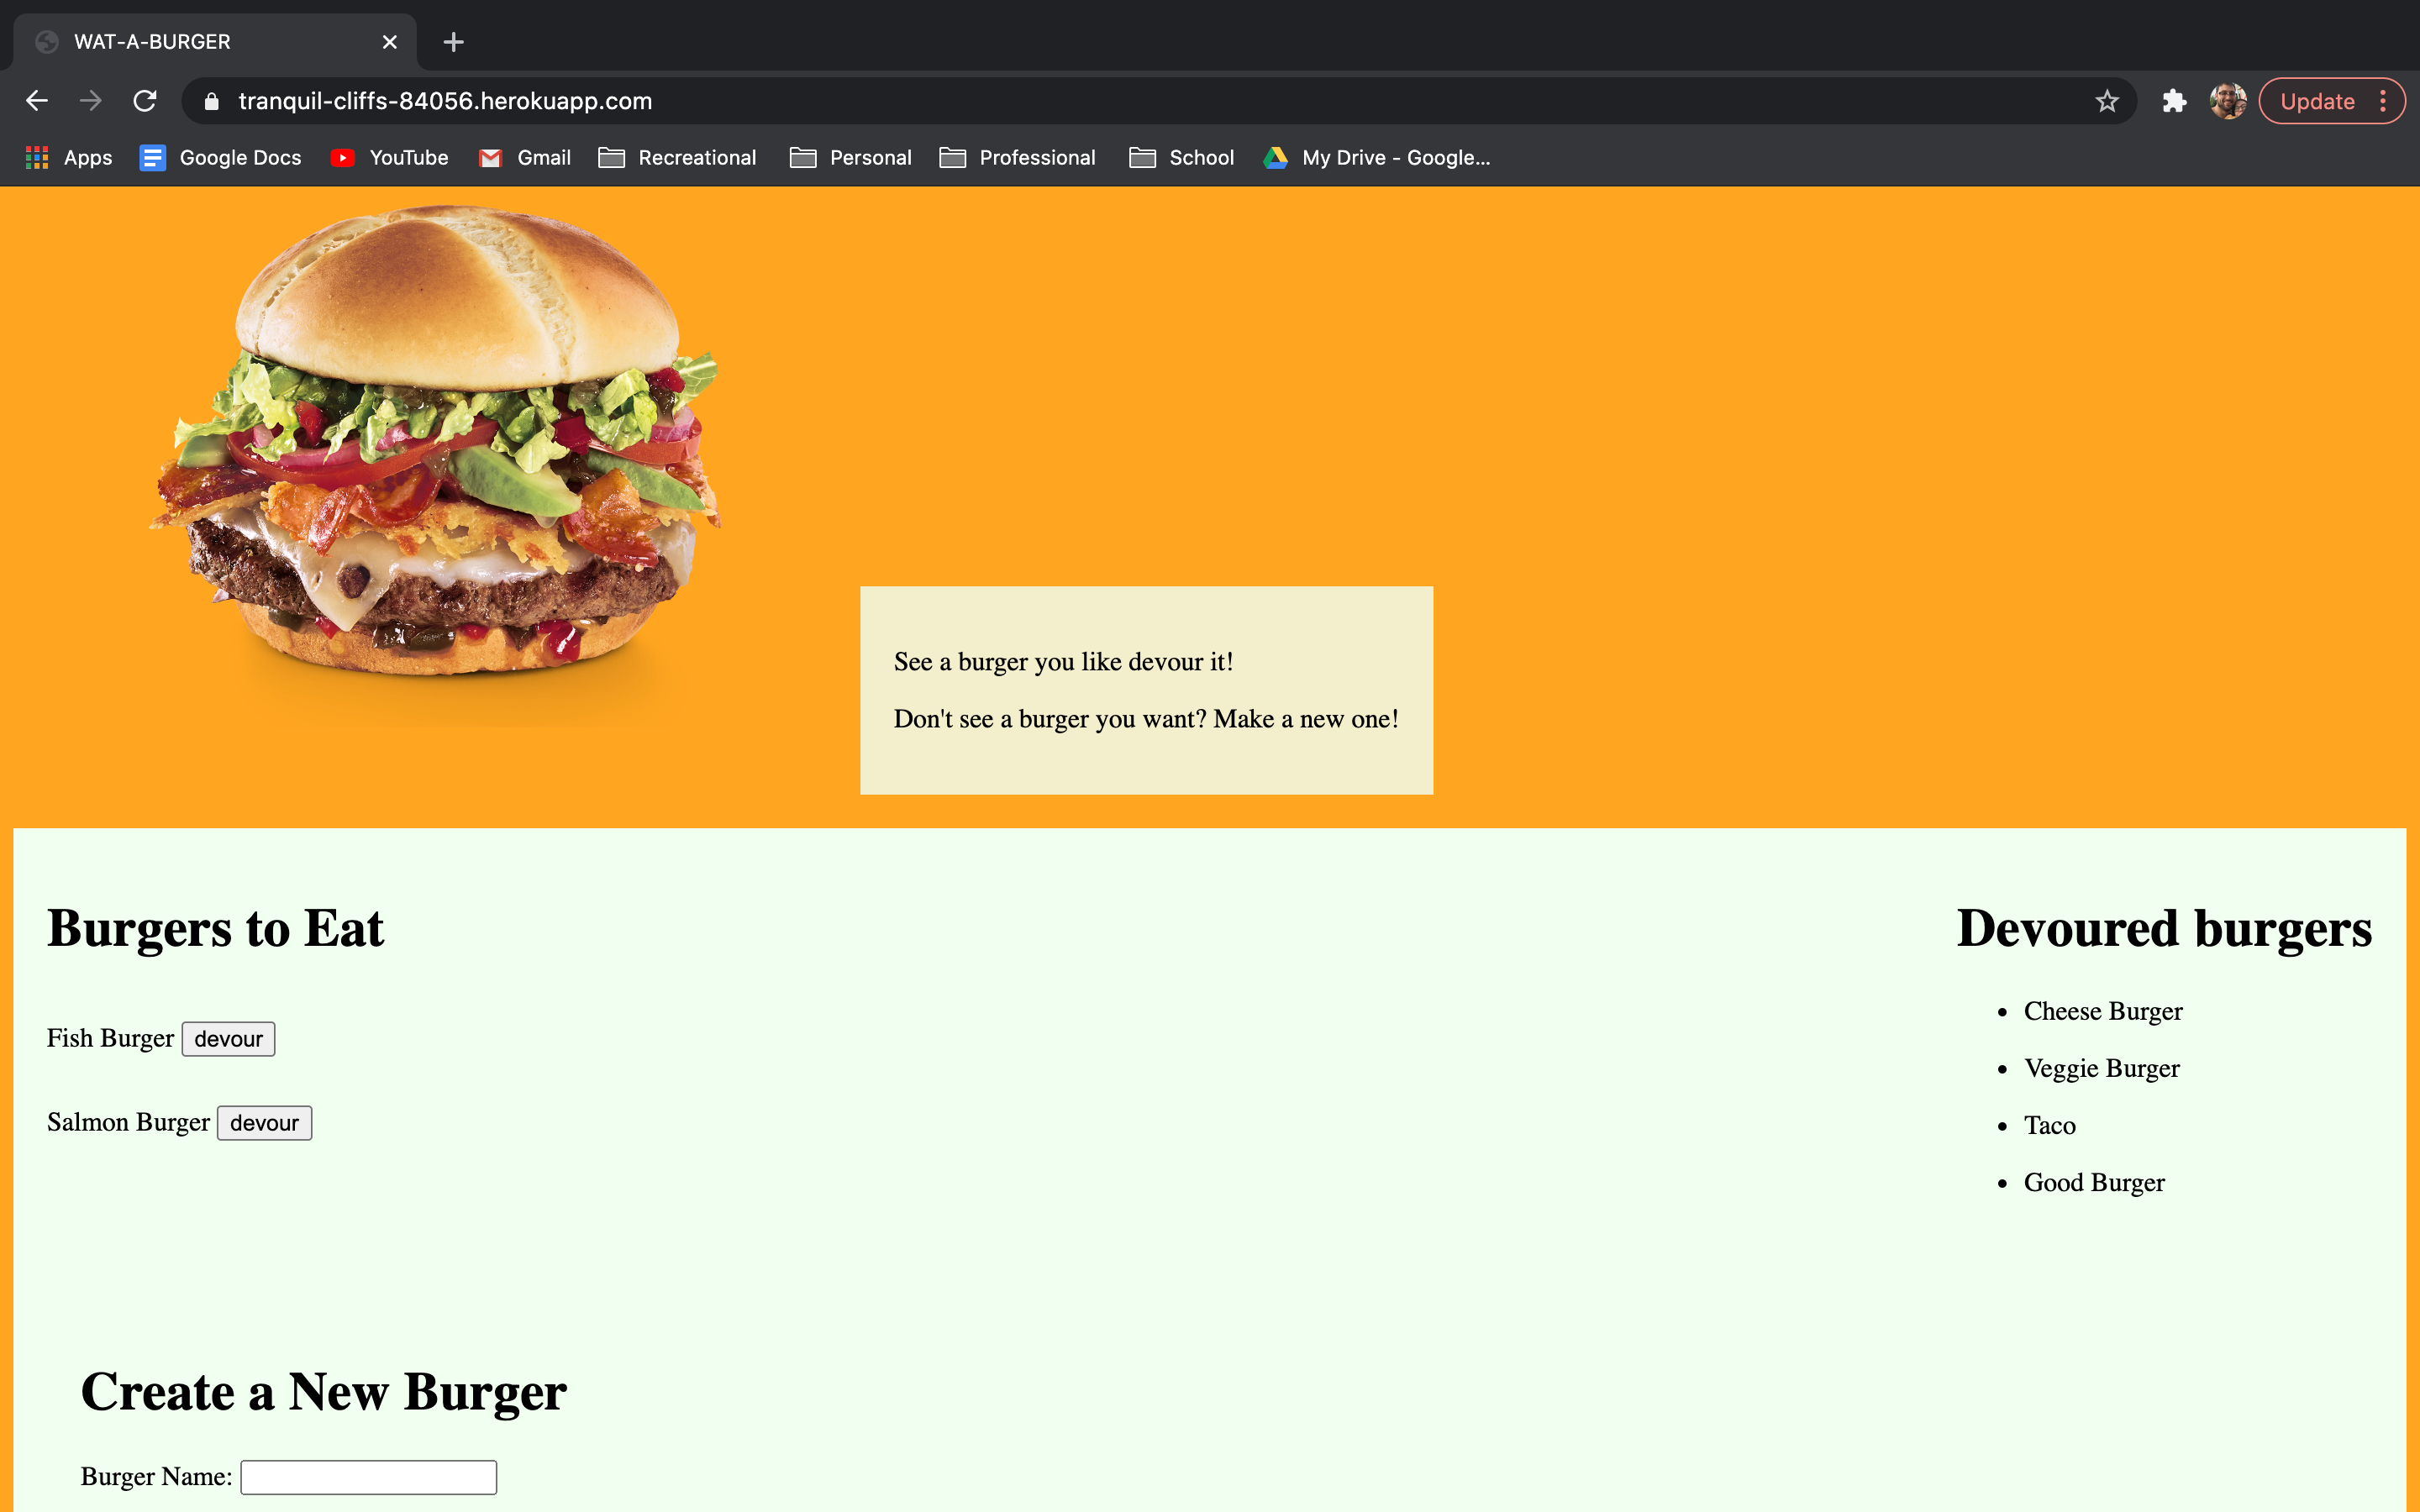 WAT-A-BURGER
tranquil-cliffs-84056.herokuapp.com
Update
Apps Google Docs YouTube Gmail Recreational Personal Professional School My Drive - Google...
See a burger you like devour it!
Don't see a burger you want? Make a new one!
Burgers to Eat
Fish Burger devour
Salmon Burger devour
Devoured burgers
Cheese Burger
Veggie Burger
Taco
Good Burger
Create a New Burger
Burger Name: